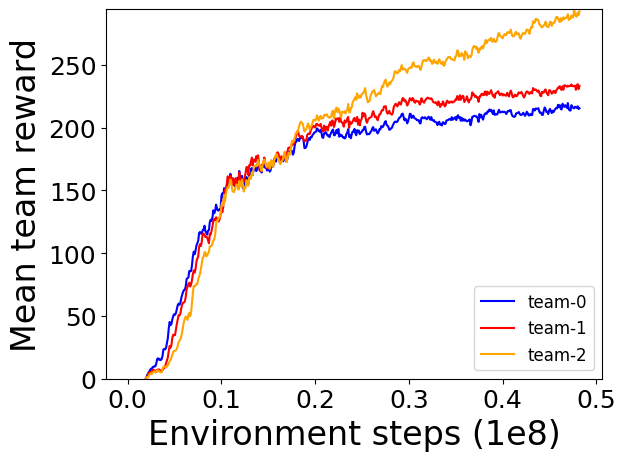 Mean team reward
250
200
150
100
50
0
0.0 0.1 0.2 0.3 0.4 0.5
Environment steps (1e8)
team-0
team-1
team-2